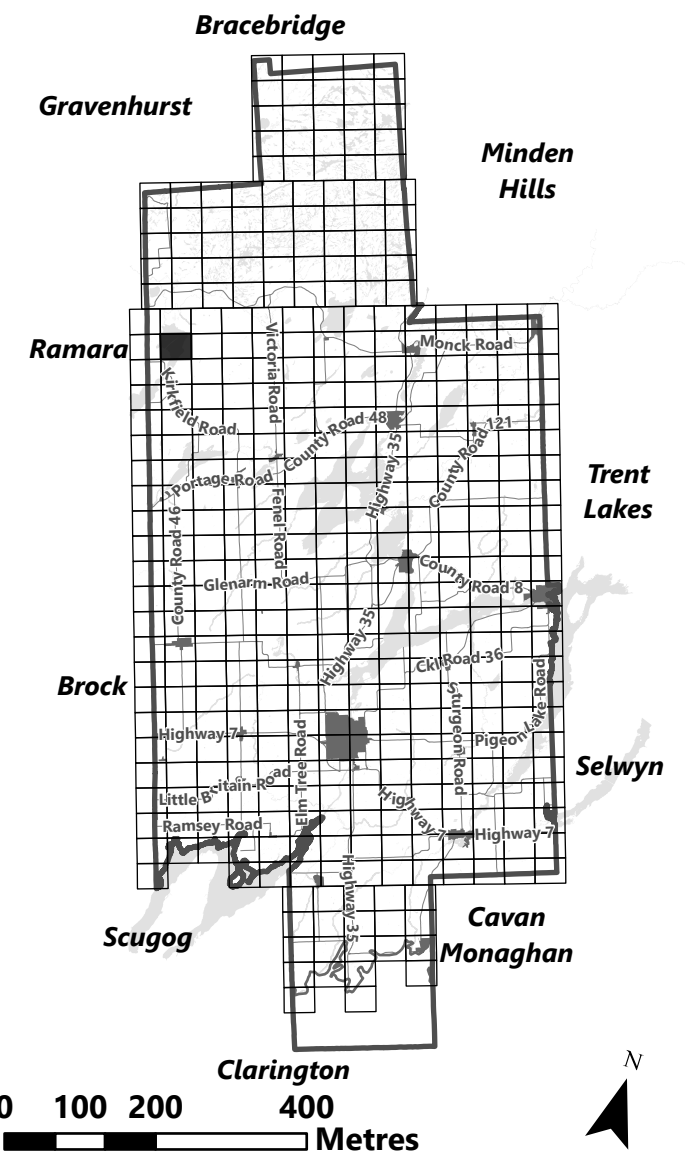 Bracebridge
Gravenhurst
Minden
Hills
Ramara
Monck Road
Victoria Road
Kirkfield Road
County Road 48
Highway 35
County Road 121
Portage Road
Trent
Lakes
Fenel Road
County Road 46
Glenarm Road
County Road 8
Highway 35
Ckl Road 36
Brock
Sturgeon Road
Pigeon Lake Road
Highway 7
Elm Tree Road
Selwyn
Little Britain Road
Highway 7
Ramsey Road
Highway 7
Highway 35
Scugog
Cavan
Monaghan
Clarington
N
0 100 200 400
Metres